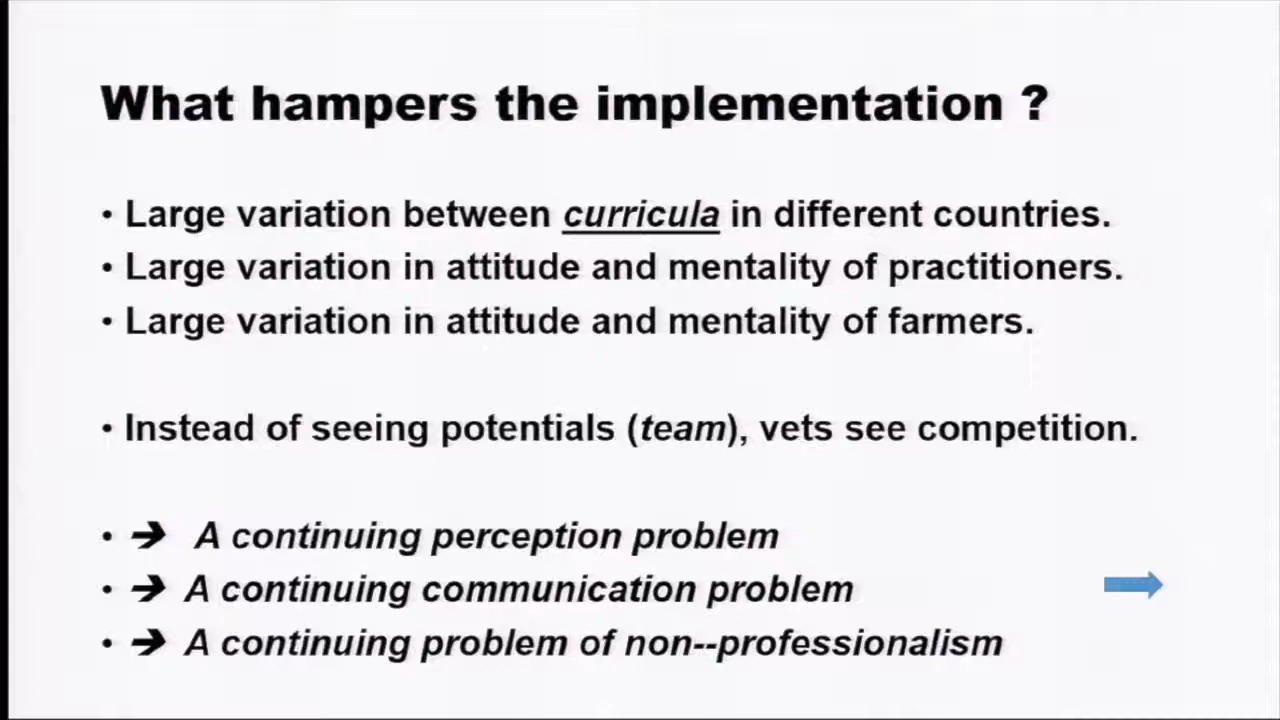 What hampers the implementation ?
• Large variation between curricula in different countries.
• Large variation in attitude and mentality of practitioners.
• Large variation in attitude and mentality of farmers.
• Instead of seeing potentials (team), vets see competition.
• ➔ A continuing perception problem
• ➔ A continuing communication problem
• ➔ A continuing problem of non--professionalism